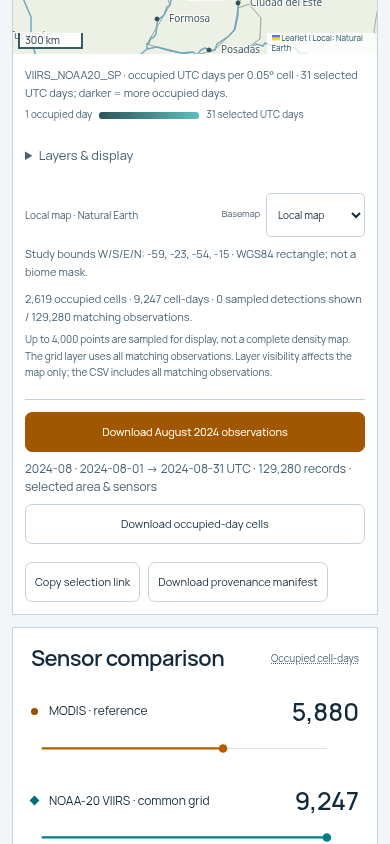 Ciudad del Este
Formosa
300 km
Posadas
Leaflet | Local: Natural
Earth
VIIRS_NOAA20_SP · occupied UTC days per 0.05° cell · 31 selected
UTC days; darker = more occupied days.
1 occupied day 31 selected UTC days
▶ Layers & display
Local map · Natural Earth Basemap Local map
Study bounds W/S/E/N: -59, -23, -54, -15 · WGS84 rectangle; not a
biome mask.
2,619 occupied cells · 9,247 cell-days · 0 sampled detections shown
/ 129,280 matching observations.
Up to 4,000 points are sampled for display, not a complete density map.
The grid layer uses all matching observations. Layer visibility affects the
map only; the CSV includes all matching observations.
Download August 2024 observations
2024-08 · 2024-08-01 → 2024-08-31 UTC · 129,280 records ·
selected area & sensors
Download occupied-day cells
Copy selection link Download provenance manifest
Sensor comparison Occupied cell-days
MODIS · reference 5,880
NOAA-20 VIIRS · common grid 9,247